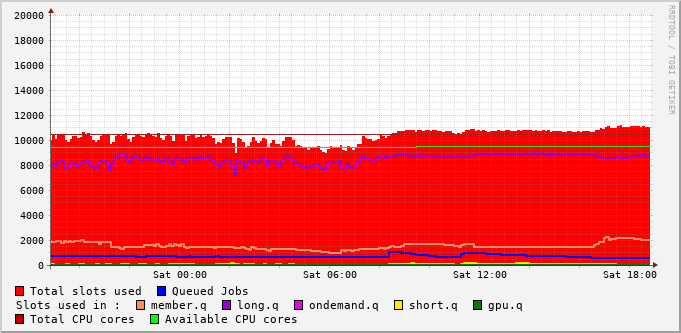 20000
18000
16000
14000
12000
10000
8000
6000
4000
2000
0
Sat 00:00 Sat 06:00 Sat 12:00 Sat 18:00
Total slots used Queued Jobs
Slots used in : member.q long.q ondemand.q short.q gpu.q
Total CPU cores Available CPU cores
RRDTOOL / TOBI OETIKER